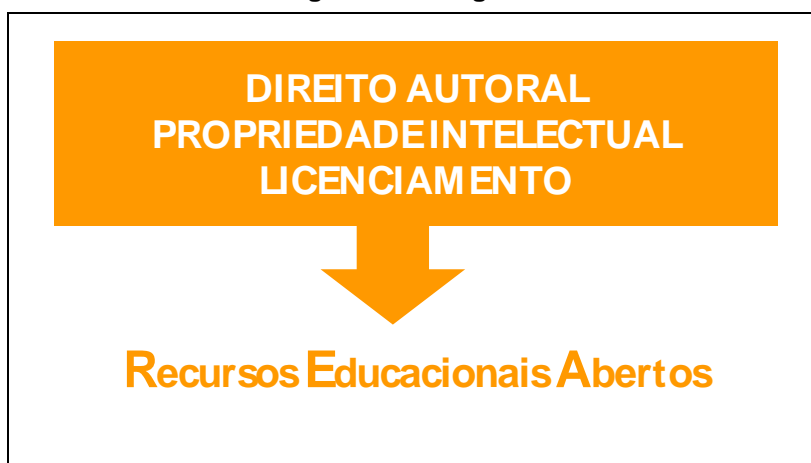 DIREITO AUTORAL
PROPRIEDADE INTELECTUAL
LICENCIAMENTO
Recursos Educacionais Abertos